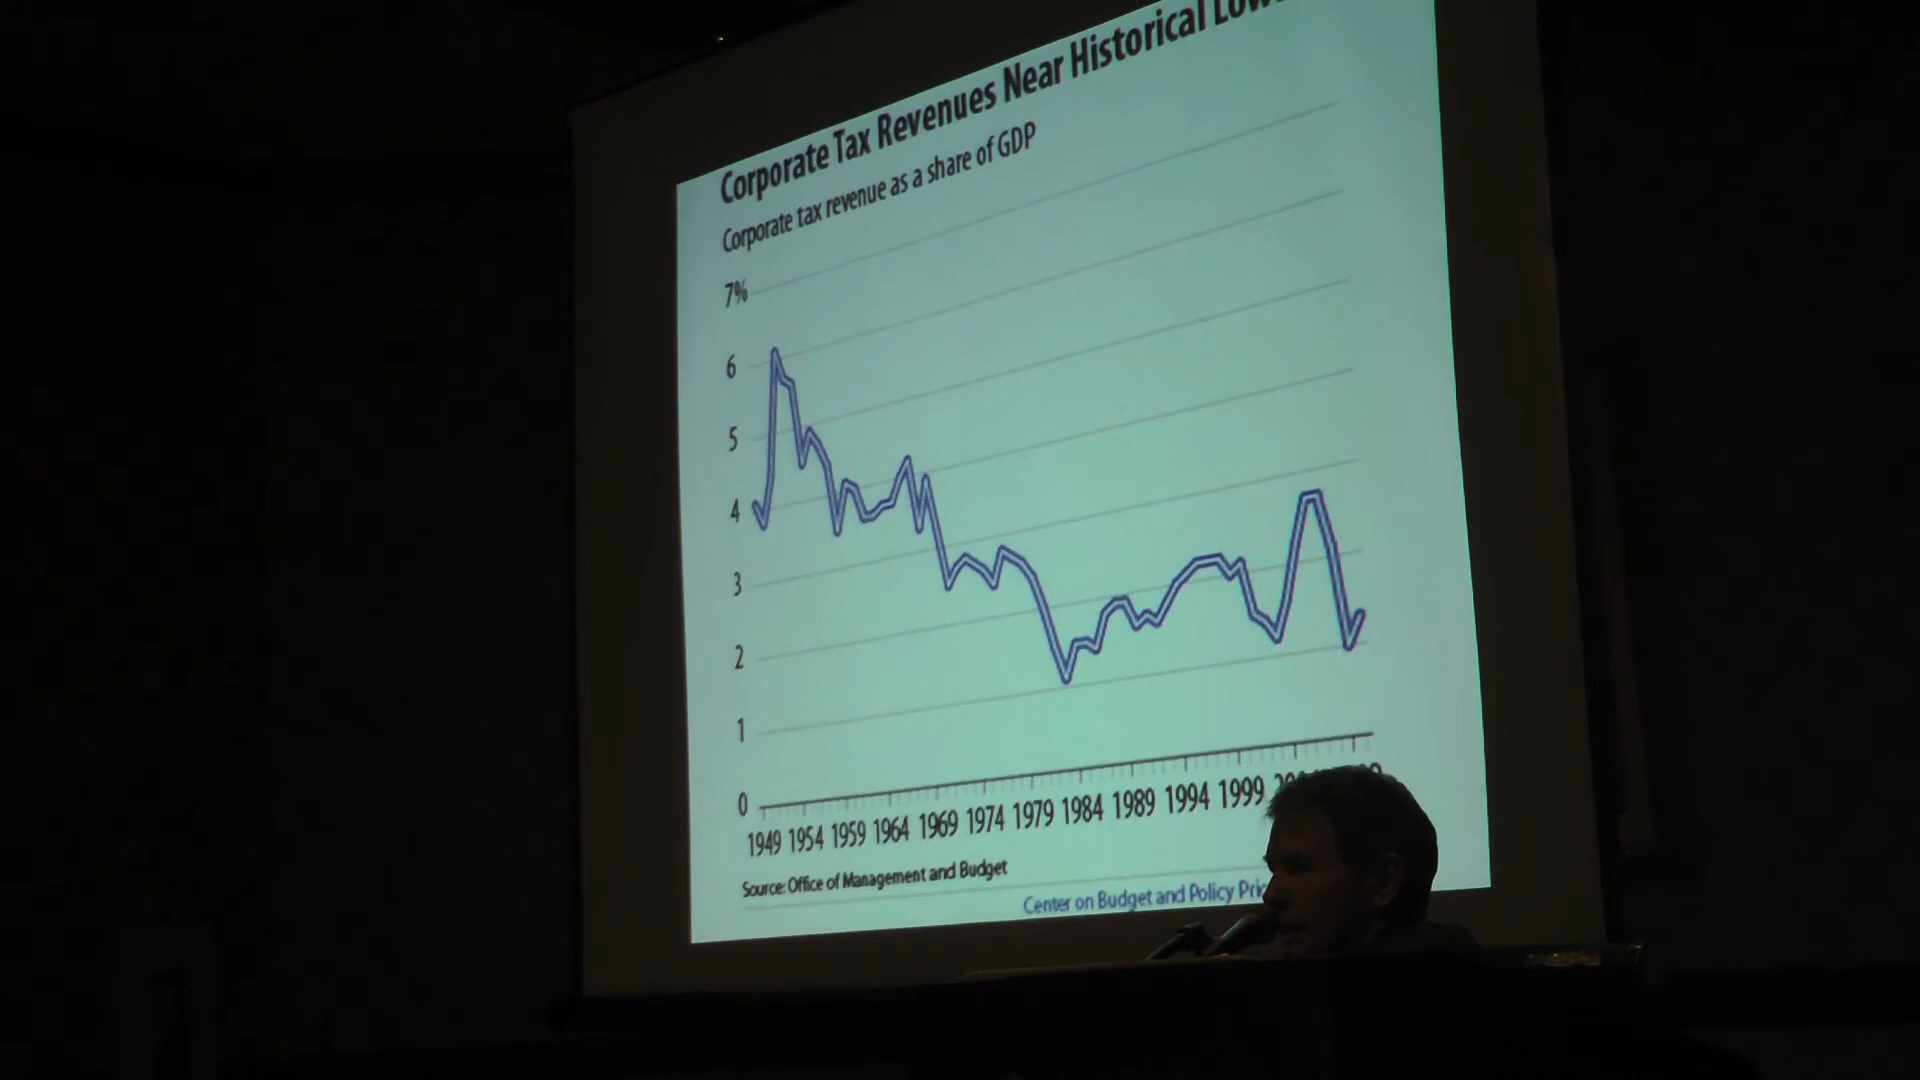 Corporate Tax Revenues Near Historical
Corporate tax revenue as a share of GDP
7%
6
5
4
3
2
1
0
1949 1954 1959 1964 1969 1974 1979 1984 1989 1994 1999
Source: Office of Management and Budget
Center on Budget and Policy